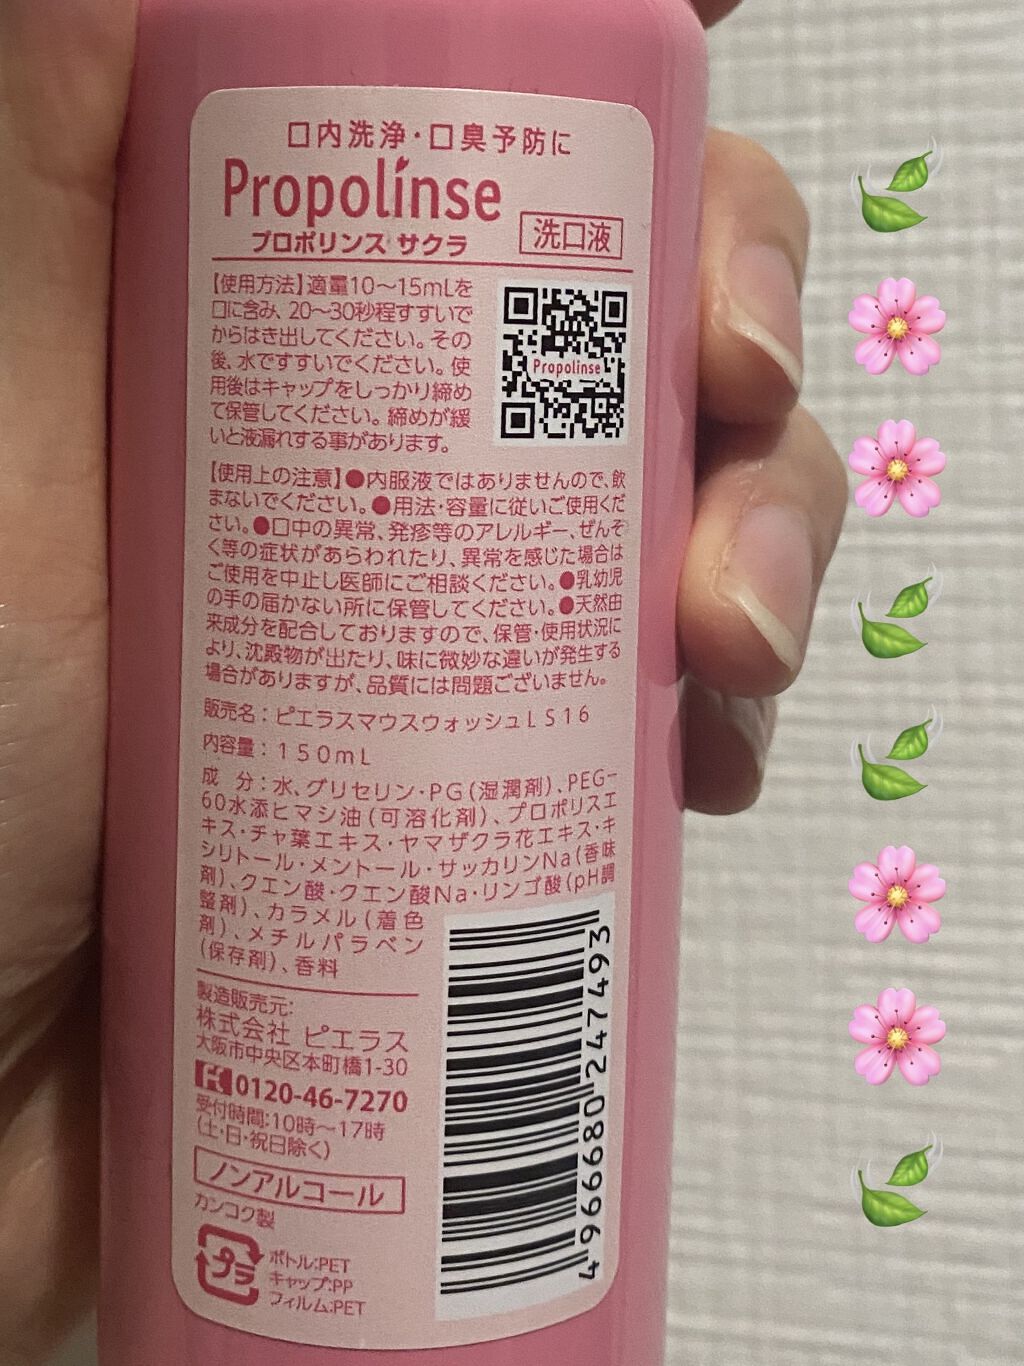 口内洗浄・口臭予防に
Propolinse
プロポリンス サクラ
洗口液
【使用方法】適量10〜15mLを
口に含み、20〜30秒程すすいで
からはき出してください。その
後、水ですすいでください。使
用後はキャップをしっかり締め
て保管してください。締めが緩
いと液漏れする事があります。
Propolinse
【使用上の注意】●内服液ではありませんので、飲
まないでください。●用法・容量に従いご使用くだ
さい。●口中の異常、発疹等のアレルギー、ぜんそ
く等の症状があらわれたり、異常を感じた場合は
ご使用を中止し医師にご相談ください。●乳幼児
の手の届かない所に保管してください。●天然由
来成分を配合しておりますので、保管・使用状況に
より、沈殿物が出たり、味に微妙な違いが発生する
場合がありますが、品質には問題ございません。
販売名：ピエラスマウスウォッシュLS16
内容量：150mL
成 分：水、グリセリン・PG(湿潤剤)、PEG-
60水添ヒマシ油(可溶化剤)、プロポリスエ
キス・チャ葉エキス・ヤマザクラ花エキス・キ
シリトール・メントール・サッカリンNa(香味
剤)、クエン酸・クエン酸Na・リンゴ酸(pH調
整剤)、カラメル(着色
剤)、メチルパラベン
(保存剤)、香料
製造販売元:
株式会社 ピエラス
大阪市中央区本町橋1-30
0120-46-7270
受付時間:10時〜17時
(土・日・祝日除く)
ノンアルコール
カンコク製
プラ
ボトル:PET
キャップ:PP
フィルム:PET
4966680247493